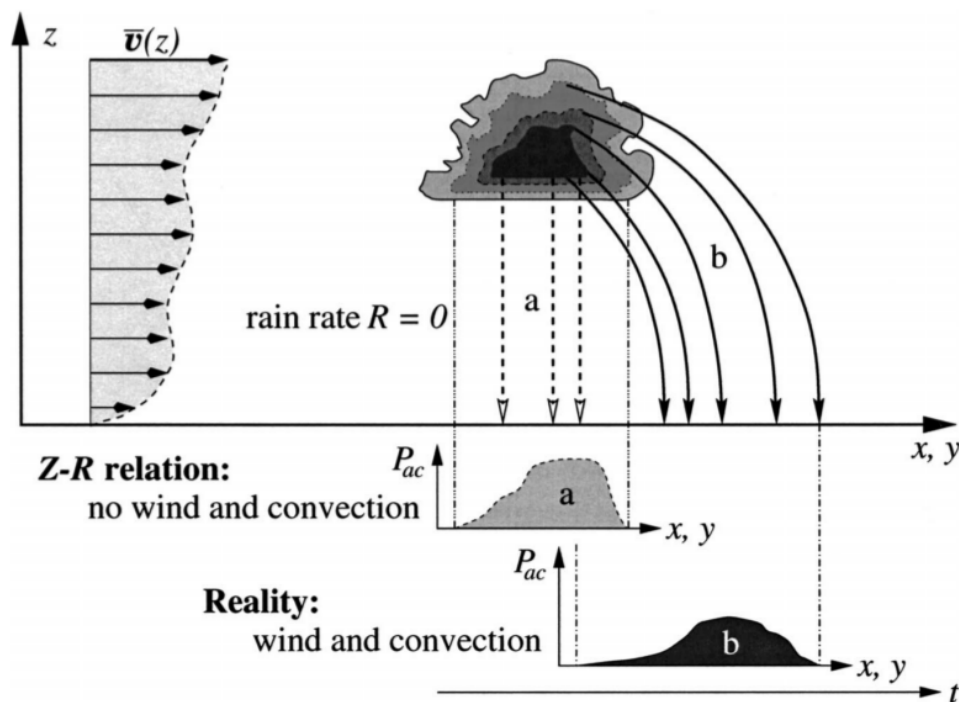 z
v̄(z)
b
a
rain rate R = 0
x, y
Z-R relation:
no wind and convection
P_ac
a
x, y
P_ac
Reality:
wind and convection
b
x, y
t